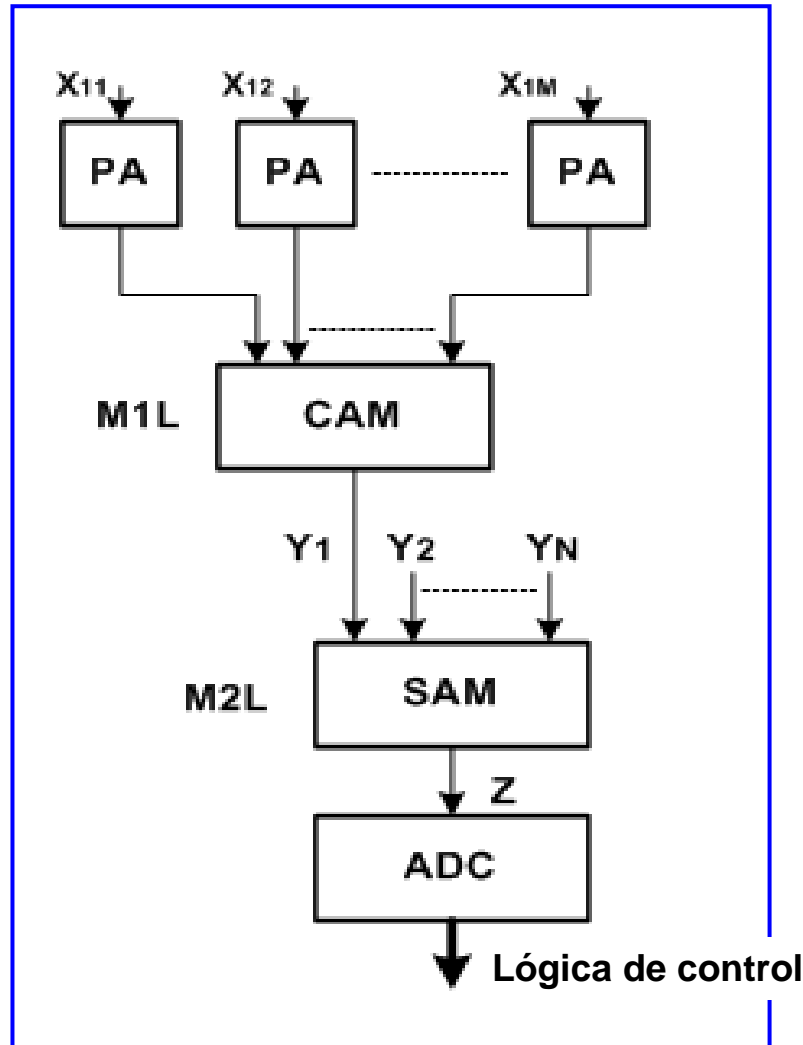 X11 X12 X1M
PA PA PA
M1L CAM
Y1 Y2 YN
M2L SAM
Z
ADC
Lógica de control